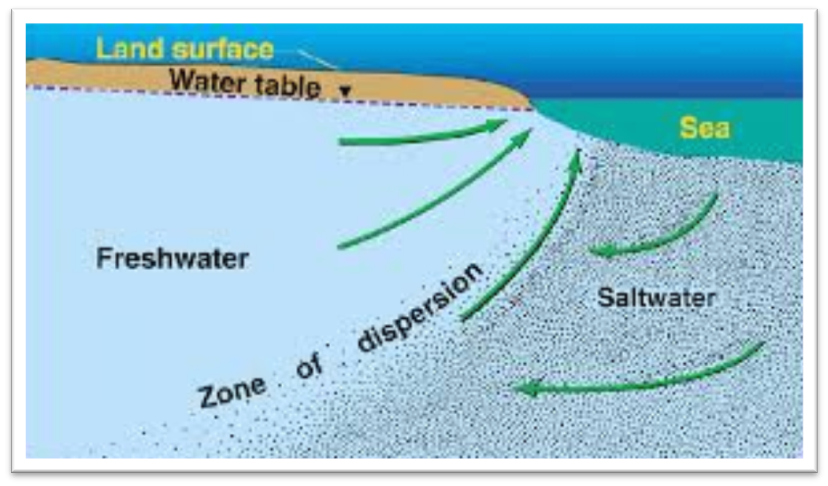 Land surface
Water table
Sea
Freshwater
Saltwater
Zone of dispersion